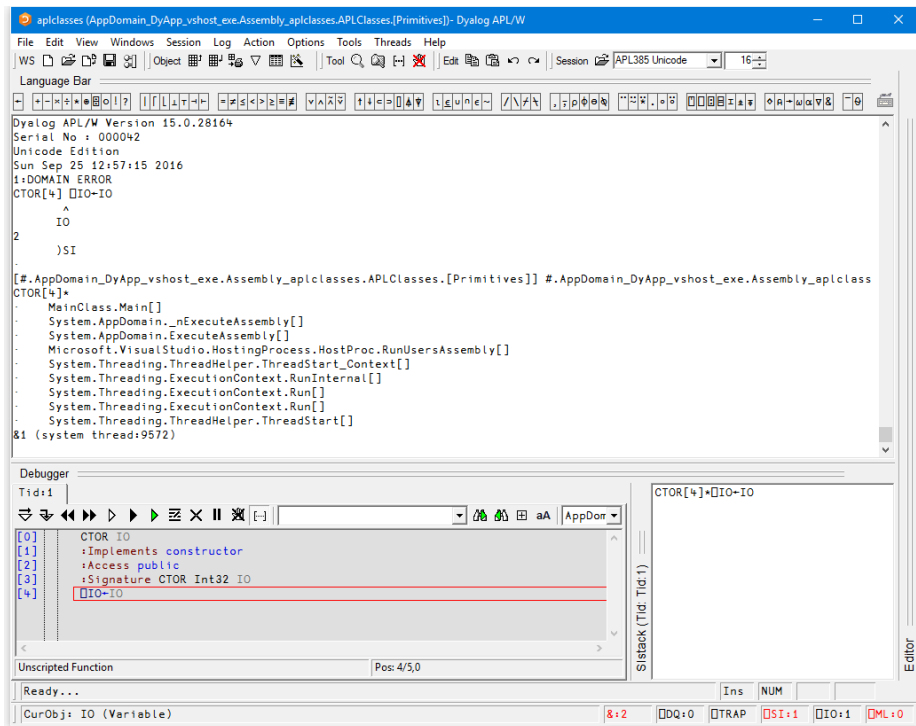 aplclasses (AppDomain_DyApp_vshost_exe.Assembly_aplclasses.APLClasses.[Primitives])- Dyalog APL/W
File Edit View Windows Session Log Action Options Tools Threads Help
WS Object Tool Edit Session APL385 Unicode 16
Language Bar
← + - × ÷ * ⍟ ⌹ ○ ! ? | ⌈ ⌊ ⊥ ⊤ ⊣ ⊢ = ≠ ≤ < > ≥ ≡ ≢ ∨ ∧ ⍲ ⍱ ↑ ↓ ⊂ ⊃ ⌷ ⍋ ⍒ ⍳ ⍷ ∪ ∩ ∊ ~ / \ ⌿ ⍀ , ⍪ ⍴ ⌽ ⊖ ⍉ ¨ ⍨ ⍣ . ∘ ⍤ ⍞ ⎕ ⍠ ⌸ ⌶ ⍎ ⍕ ⋄ ⍝ → ⍵ ⍺ ∇ & ¯ ⍬
Dyalog APL/W Version 15.0.28164
Serial No : 000042
Unicode Edition
Sun Sep 25 12:57:15 2016
1:DOMAIN ERROR
CTOR[4] ⎕IO←IO
^
IO
2
)SI
·
[#.AppDomain_DyApp_vshost_exe.Assembly_aplclasses.APLClasses.[Primitives]] #.AppDomain_DyApp_vshost_exe.Assembly_aplclass
CTOR[4]*
· MainClass.Main[]
· System.AppDomain._nExecuteAssembly[]
· System.AppDomain.ExecuteAssembly[]
· Microsoft.VisualStudio.HostingProcess.HostProc.RunUsersAssembly[]
· System.Threading.ThreadHelper.ThreadStart_Context[]
· System.Threading.ExecutionContext.RunInternal[]
· System.Threading.ExecutionContext.Run[]
· System.Threading.ExecutionContext.Run[]
· System.Threading.ThreadHelper.ThreadStart[]
&1 (system thread:9572)
Debugger
Tid:1
aA AppDom
[0] CTOR IO
[1] :Implements constructor
[2] :Access public
[3] :Signature CTOR Int32 IO
[4] ⎕IO←IO
Unscripted Function Pos: 4/5,0
SIstack (Tid: Tid:1)
CTOR[4]*⎕IO←IO
Editor
Ready... Ins NUM
CurObj: IO (Variable) &:2 ⎕DQ:0 ⎕TRAP ⎕SI:1 ⎕IO:1 ⎕ML:0